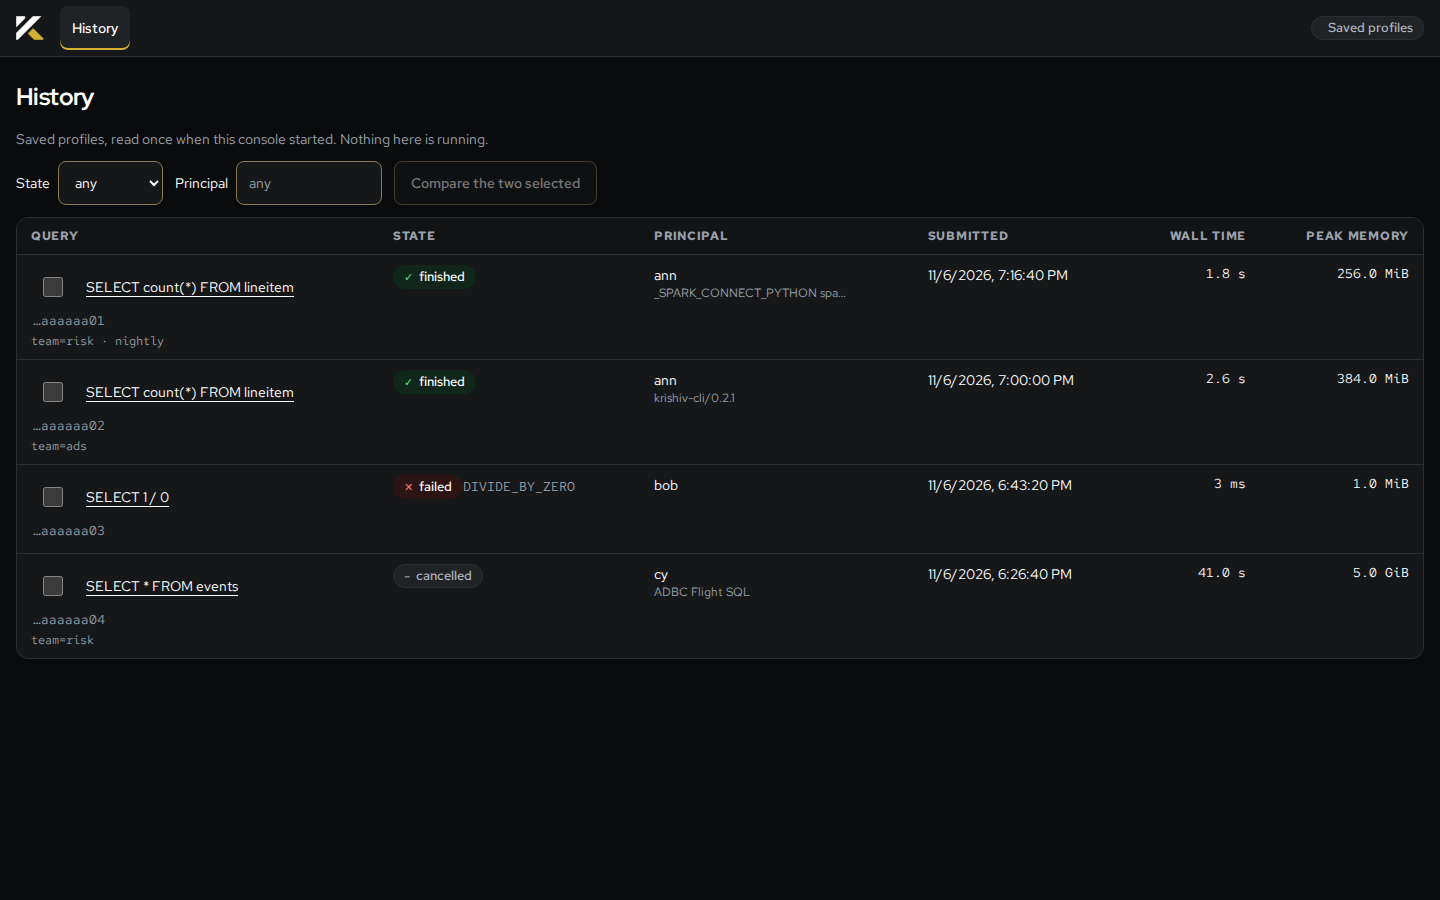 History
Saved profiles
History
Saved profiles, read once when this console started. Nothing here is running.
State any Principal any Compare the two selected
QUERY STATE PRINCIPAL SUBMITTED WALL TIME PEAK MEMORY
SELECT count(*) FROM lineitem ✓ finished ann 11/6/2026, 7:16:40 PM 1.8 s 256.0 MiB
_SPARK_CONNECT_PYTHON spa…
…aaaaaa01
team=risk · nightly
SELECT count(*) FROM lineitem ✓ finished ann 11/6/2026, 7:00:00 PM 2.6 s 384.0 MiB
krishiv-cli/0.2.1
…aaaaaa02
team=ads
SELECT 1 / 0 ✕ failed DIVIDE_BY_ZERO bob 11/6/2026, 6:43:20 PM 3 ms 1.0 MiB
…aaaaaa03
SELECT * FROM events – cancelled cy 11/6/2026, 6:26:40 PM 41.0 s 5.0 GiB
ADBC Flight SQL
…aaaaaa04
team=risk